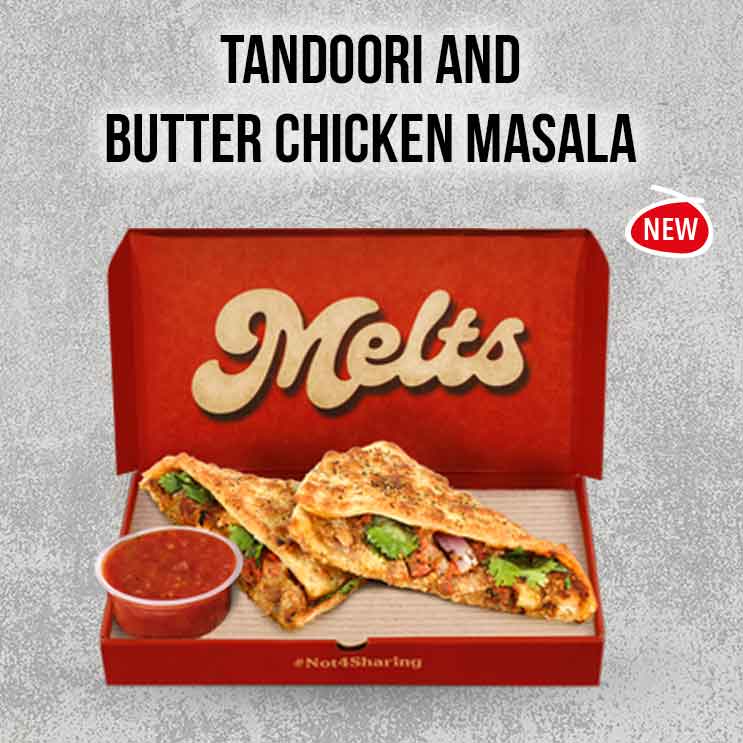 TANDOORI AND
BUTTER CHICKEN MASALA
NEW
Melts
#Not4Sharing